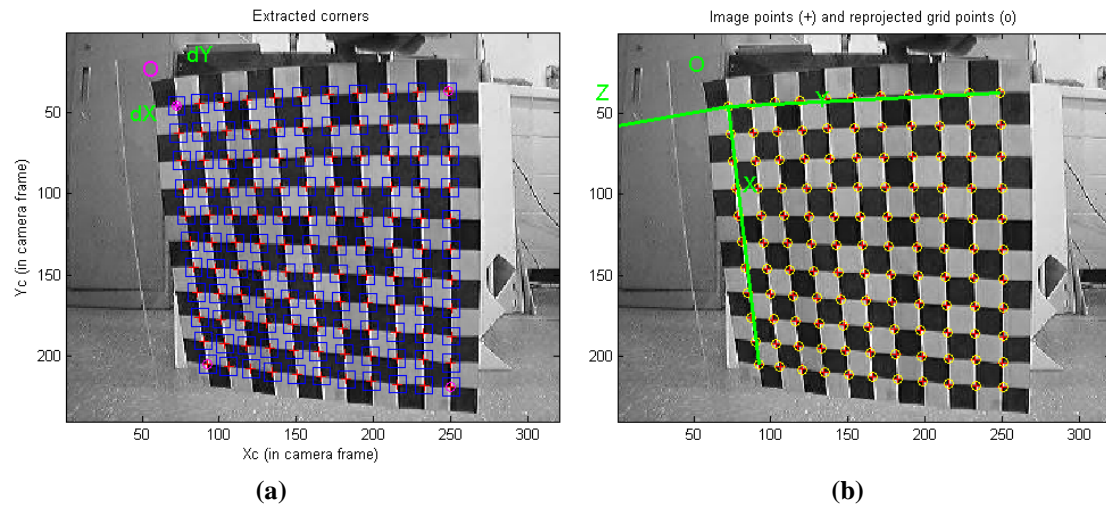 Extracted corners
O
dY
dX
50
100
150
200
Yc (in camera frame)
50
100
150
200
250
300
Xc (in camera frame)
(a)
Image points (+) and reprojected grid points (o)
O
Z
Y
X
50
100
150
200
50
100
150
200
250
300
(b)